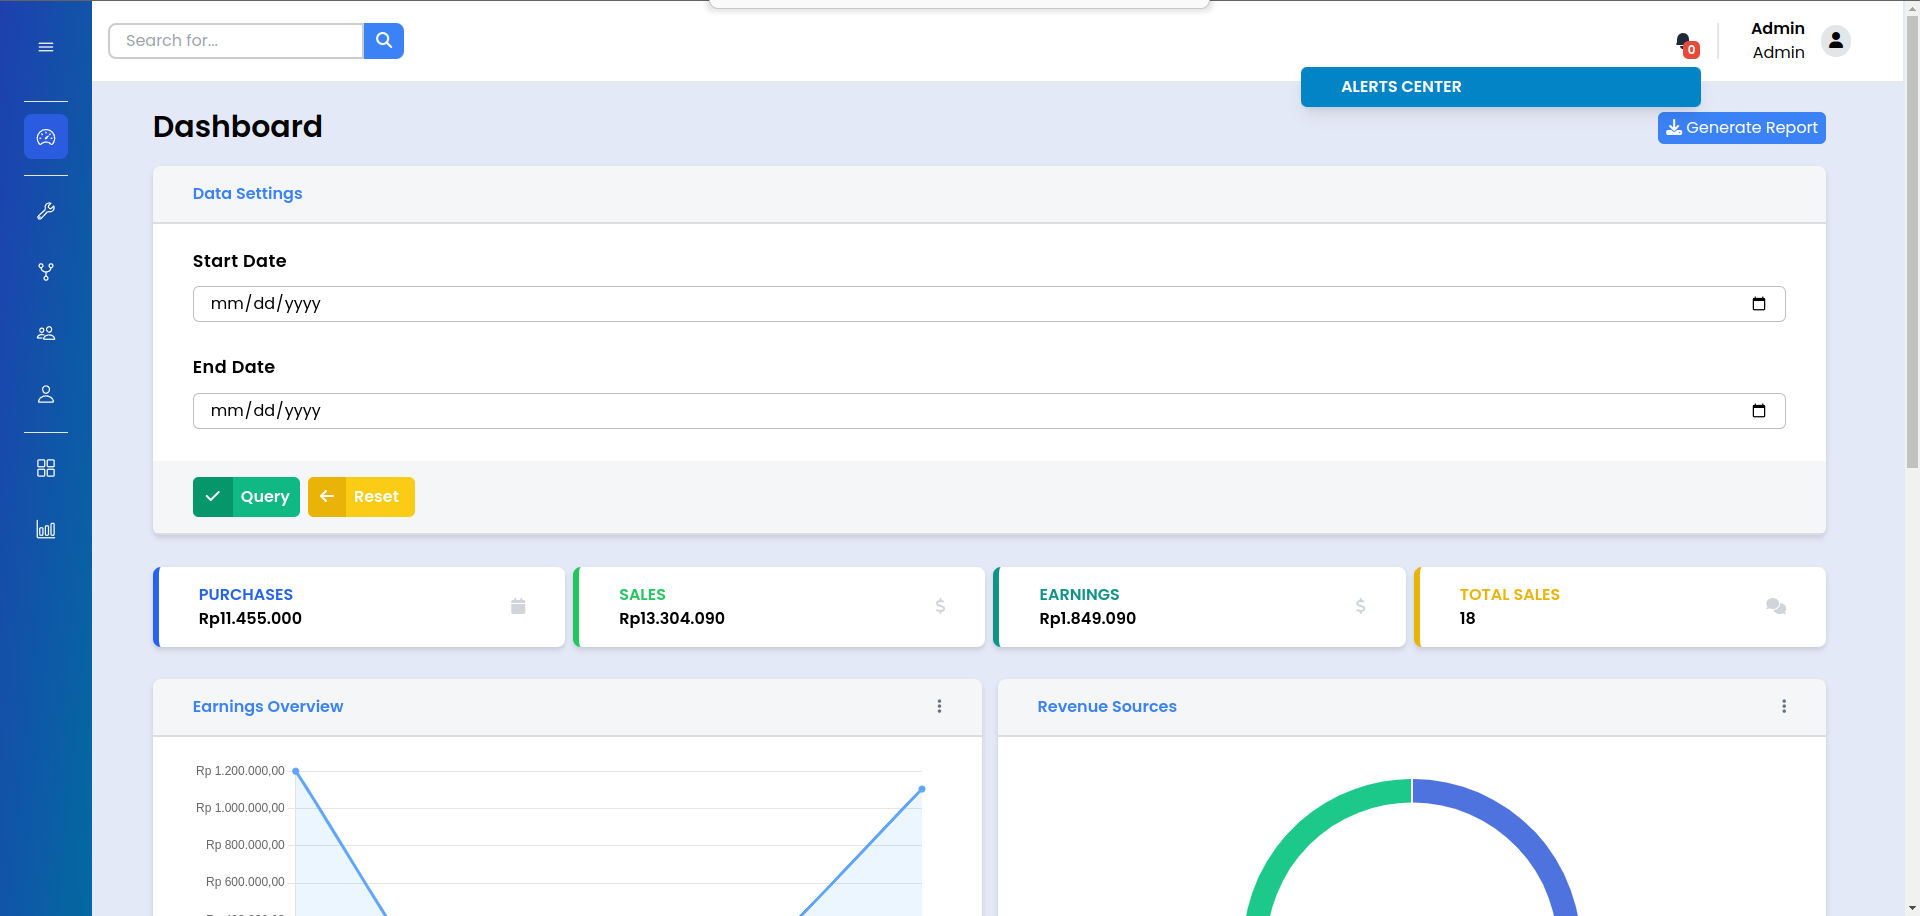 Search for...
0
Admin
Admin
ALERTS CENTER
Dashboard
Generate Report
Data Settings
Start Date
mm/dd/yyyy
End Date
mm/dd/yyyy
Query
Reset
PURCHASES
Rp11.455.000
SALES
Rp13.304.090
EARNINGS
Rp1.849.090
TOTAL SALES
18
Earnings Overview
Revenue Sources
Rp 1.200.000,00
Rp 1.000.000,00
Rp 800.000,00
Rp 600.000,00